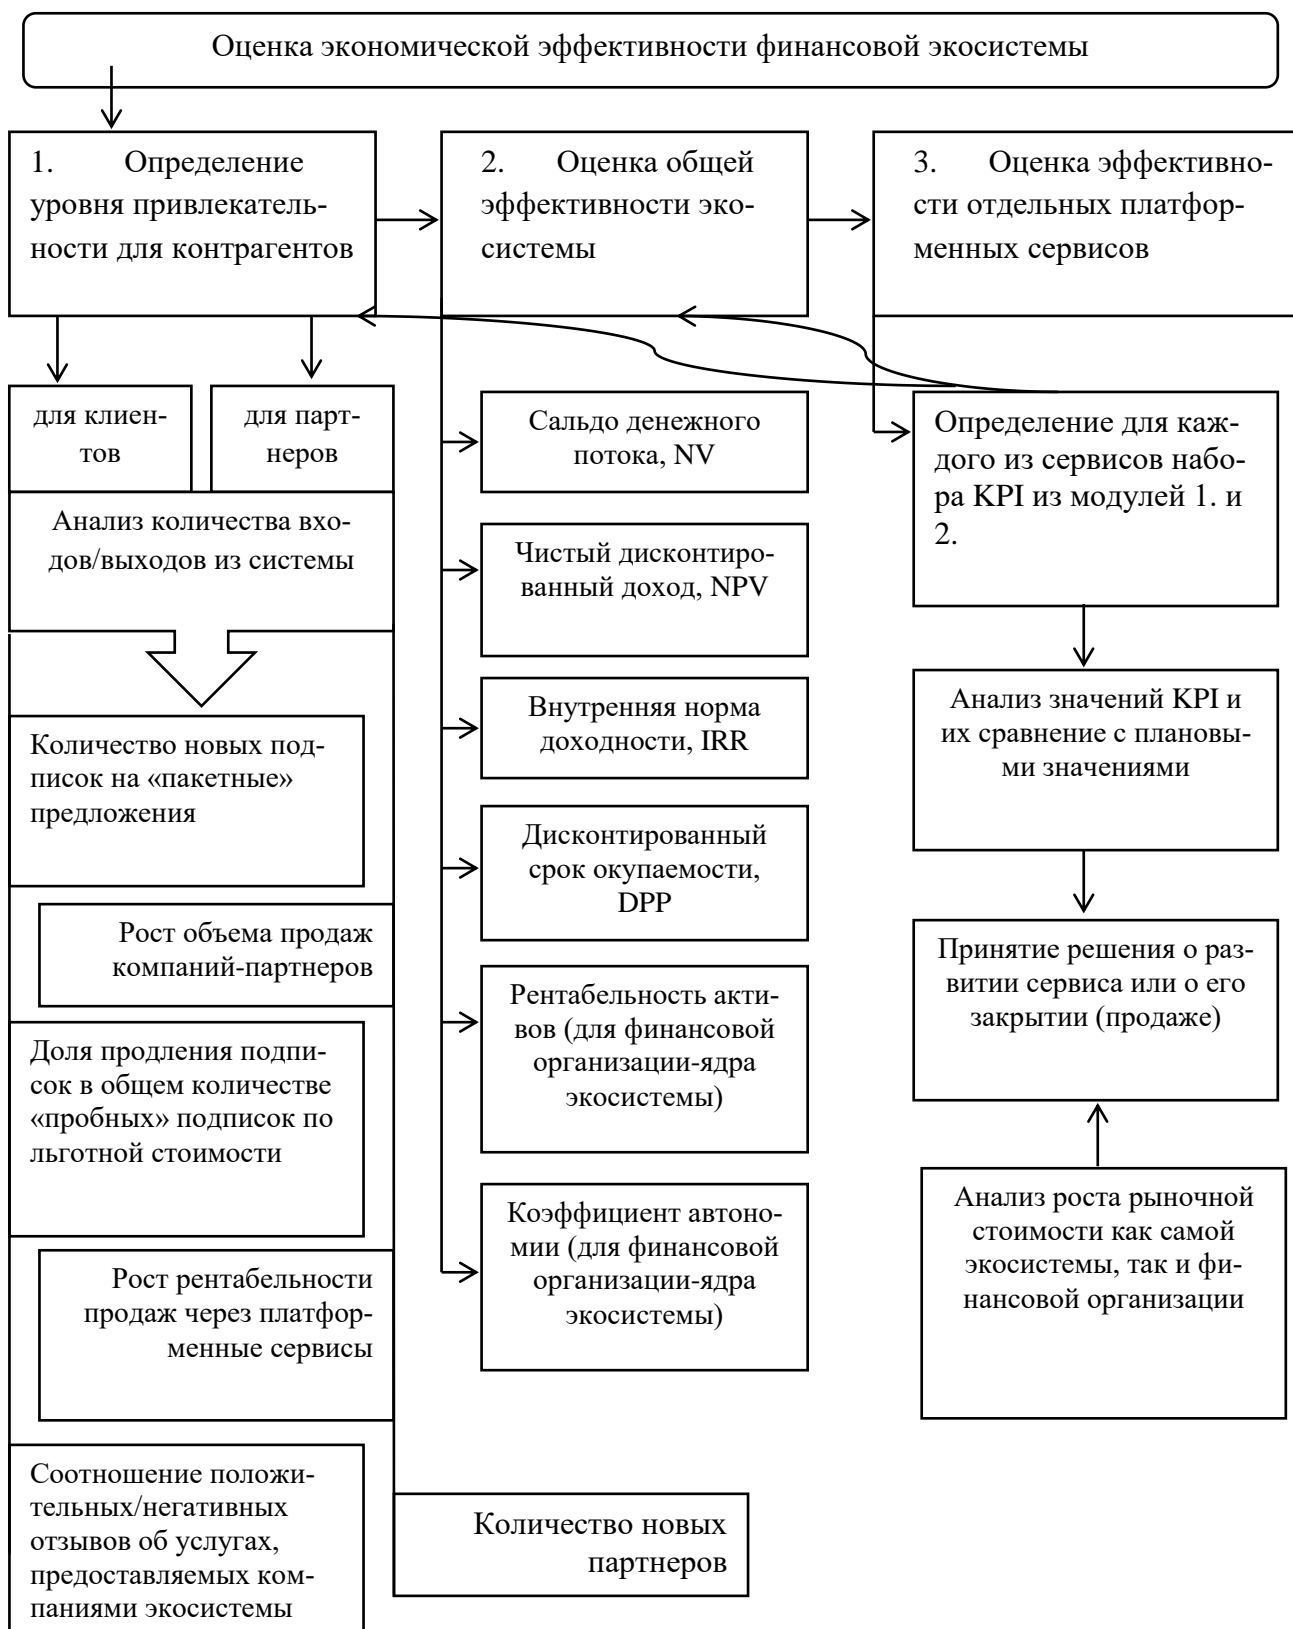 Оценка экономической эффективности финансовой экосистемы
1. Определение
уровня привлекатель-
ности для контрагентов
2. Оценка общей
эффективности эко-
системы
3. Оценка эффективно-
сти отдельных платфор-
менных сервисов
для клиен-
тов
для парт-
неров
Анализ количества вхо-
дов/выходов из системы
Количество новых под-
писок на «пакетные»
предложения
Рост объема продаж
компаний-партнеров
Доля продления подпи-
сок в общем количестве
«пробных» подписок по
льготной стоимости
Рост рентабельности
продаж через платфор-
менные сервисы
Соотношение положи-
тельных/негативных
отзывов об услугах,
предоставляемых ком-
паниями экосистемы
Количество новых
партнеров
Сальдо денежного
потока, NV
Чистый дисконтиро-
ванный доход, NPV
Внутренняя норма
доходности, IRR
Дисконтированный
срок окупаемости,
DPP
Рентабельность акти-
вов (для финансовой
организации-ядра
экосистемы)
Коэффициент автоно-
мии (для финансовой
организации-ядра
экосистемы)
Определение для каж-
дого из сервисов набо-
ра KPI из модулей 1. и
2.
Анализ значений KPI и
их сравнение с плановы-
ми значениями
Принятие решения о раз-
витии сервиса или о его
закрытии (продаже)
Анализ роста рыночной
стоимости как самой
экосистемы, так и фи-
нансовой организации